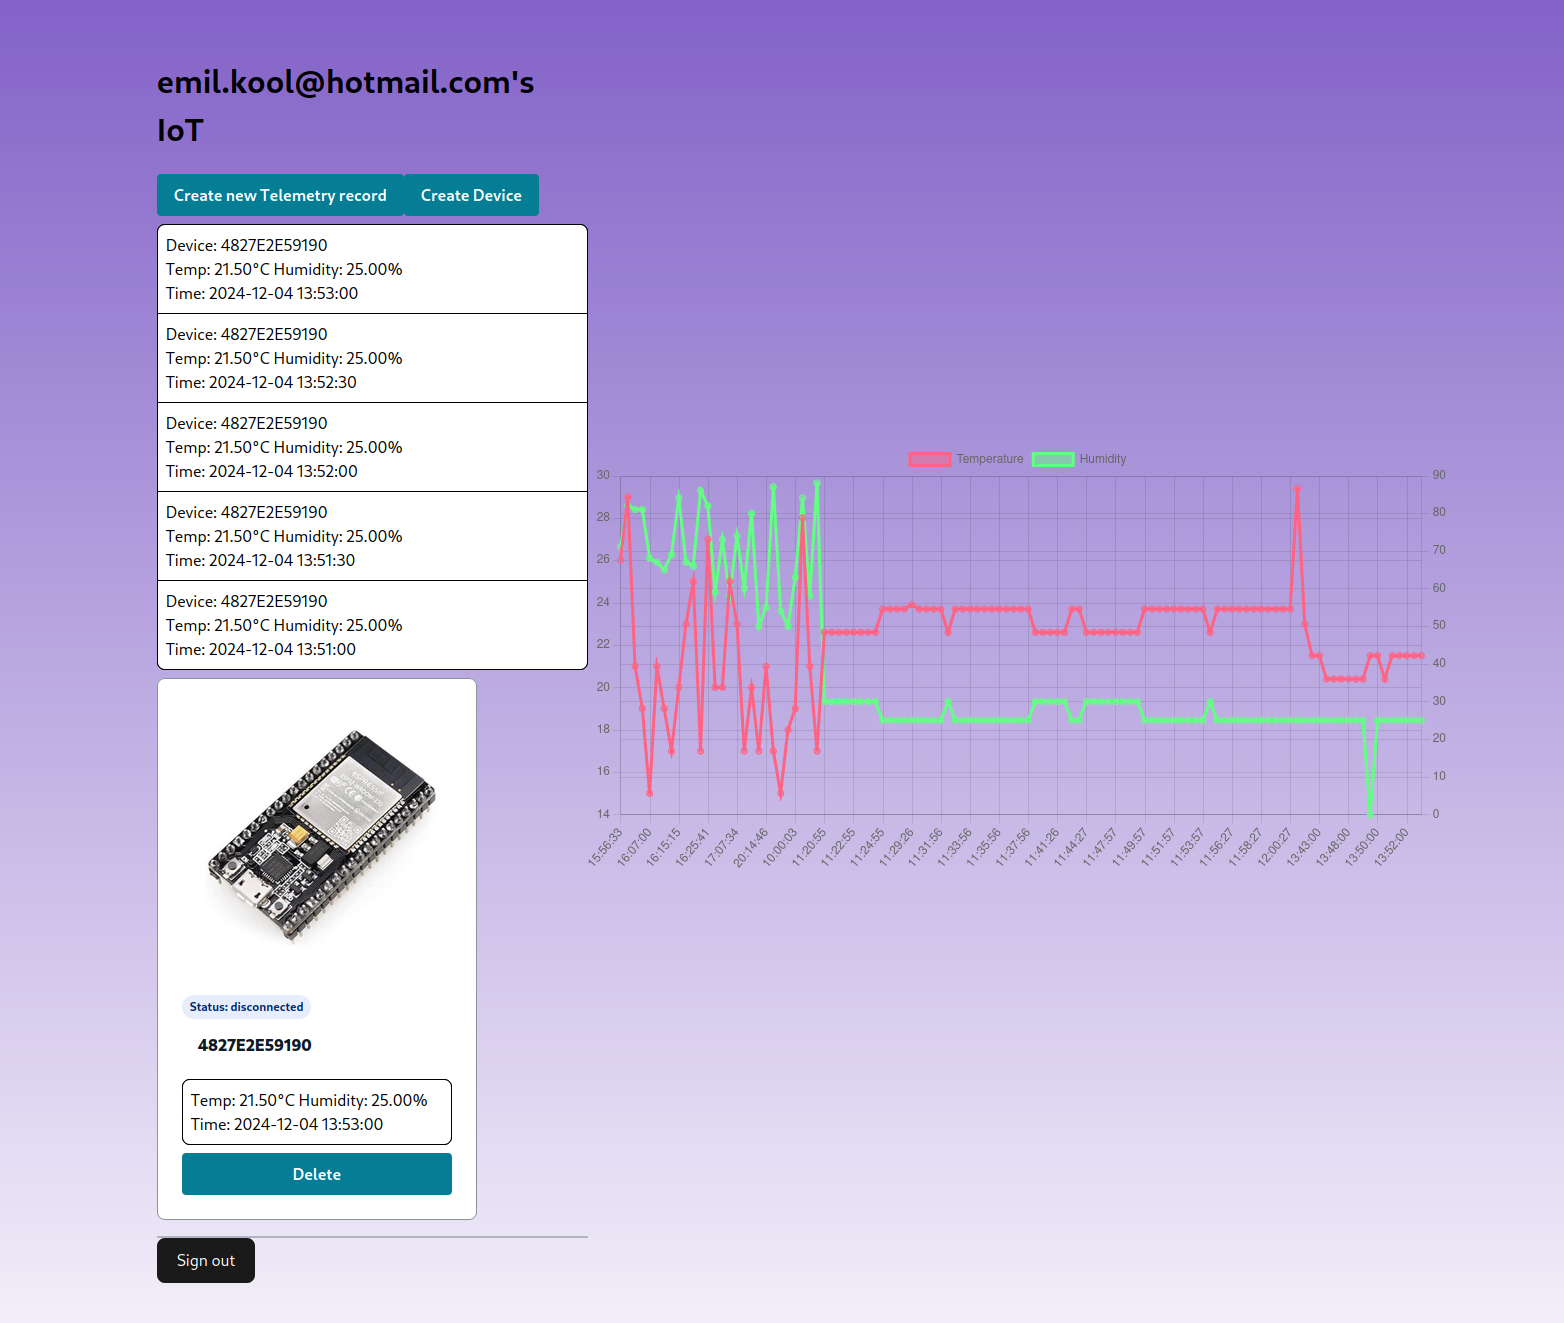 emil.kool@hotmail.com's
IoT
Create new Telemetry record
Create Device
Device: 4827E2E59190
Temp: 21.50°C Humidity: 25.00%
Time: 2024-12-04 13:53:00
Device: 4827E2E59190
Temp: 21.50°C Humidity: 25.00%
Time: 2024-12-04 13:52:30
Device: 4827E2E59190
Temp: 21.50°C Humidity: 25.00%
Time: 2024-12-04 13:52:00
Device: 4827E2E59190
Temp: 21.50°C Humidity: 25.00%
Time: 2024-12-04 13:51:30
Device: 4827E2E59190
Temp: 21.50°C Humidity: 25.00%
Time: 2024-12-04 13:51:00
Status: disconnected
4827E2E59190
Temp: 21.50°C Humidity: 25.00%
Time: 2024-12-04 13:53:00
Delete
Sign out
Temperature
Humidity
30
28
26
24
22
20
18
16
14
90
80
70
60
50
40
30
20
10
0
15:56:33
16:07:00
16:15:15
16:25:41
17:07:34
20:14:46
10:00:03
11:20:55
11:22:55
11:24:55
11:29:26
11:31:56
11:33:56
11:35:56
11:37:56
11:41:26
11:44:27
11:47:57
11:49:57
11:51:57
11:53:57
11:56:27
11:58:27
12:00:27
13:43:00
13:48:00
13:50:00
13:52:00